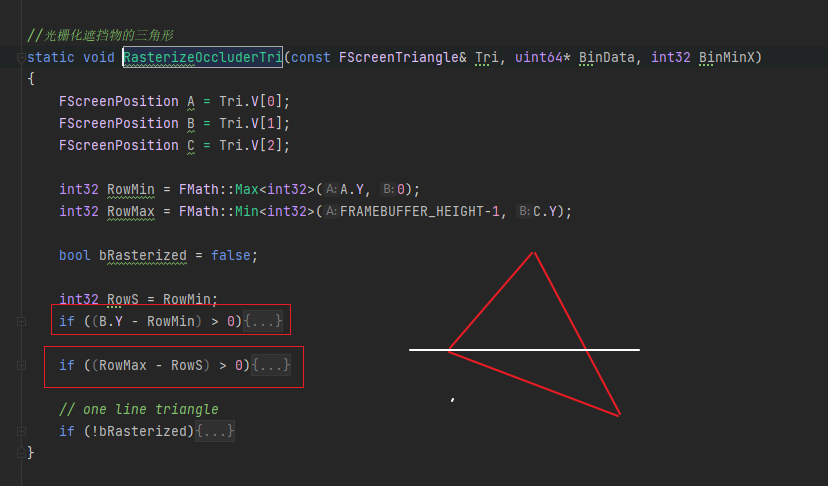 //光栅化遮挡物的三角形
static void RasterizeOccluderTri(const FScreenTriangle& Tri, uint64* BinData, int32 BinMinX)
{
FScreenPosition A = Tri.V[0];
FScreenPosition B = Tri.V[1];
FScreenPosition C = Tri.V[2];
int32 RowMin = FMath::Max<int32>(A: A.Y, B: 0);
int32 RowMax = FMath::Min<int32>(A: FRAMEBUFFER_HEIGHT-1, B: C.Y);
bool bRasterized = false;
int32 RowS = RowMin;
if ((B.Y - RowMin) > 0){...}
if ((RowMax - RowS) > 0){...}
// one line triangle
if (!bRasterized){...}
}